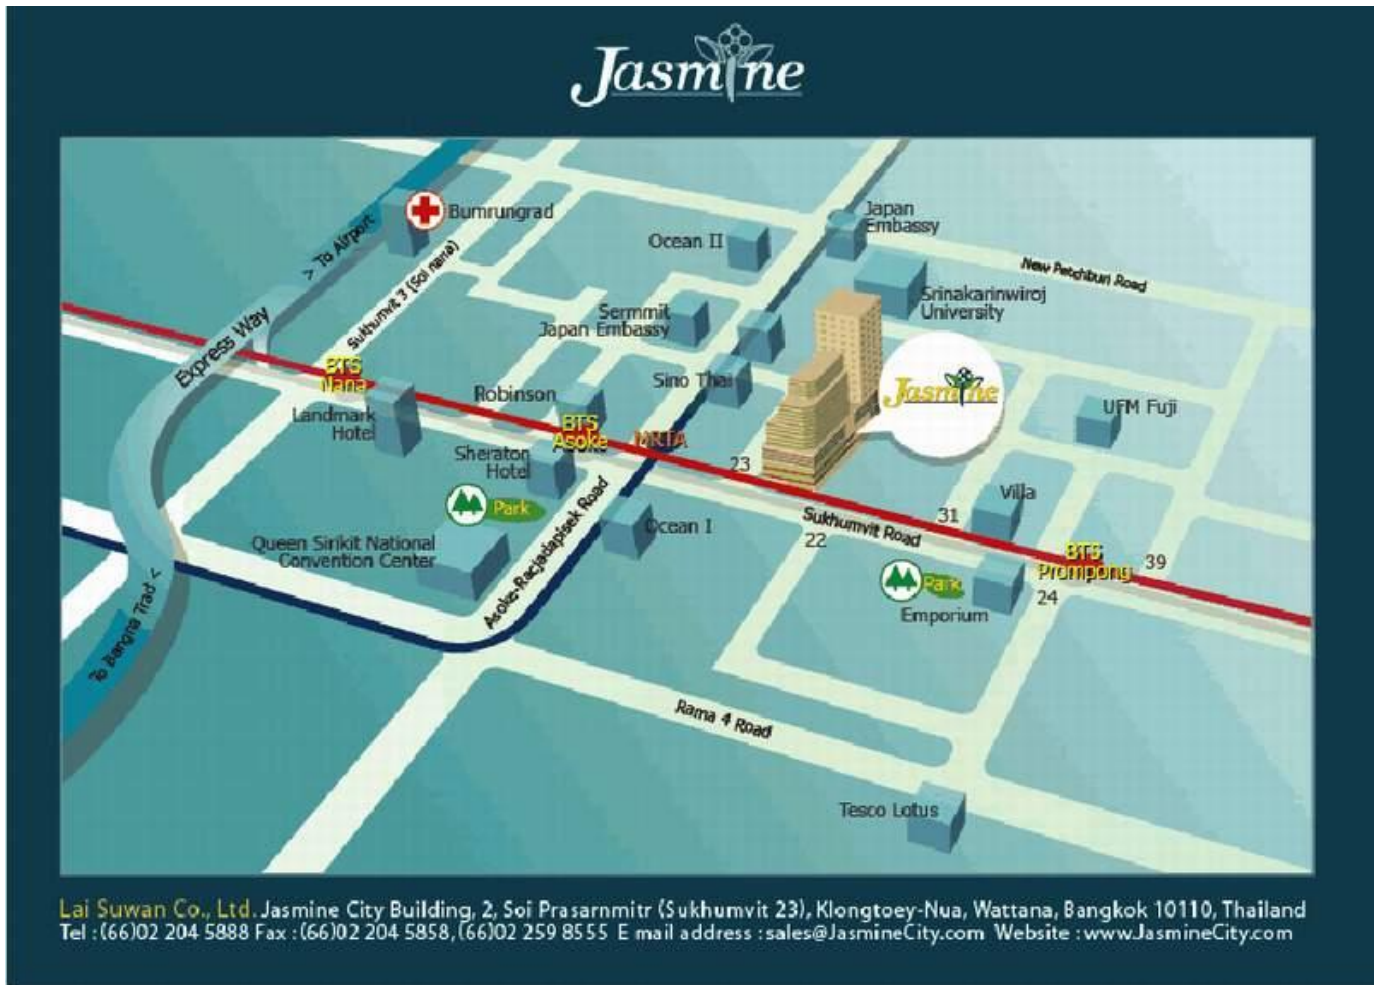 Jasmine
Bumrungrad
> To Airport
Sukhumvit 3 (Soi nana)
Express Way
Ocean II
Japan
Embassy
New Petchburi Road
Srinakarinwiroj
University
Sermmit
Japan Embassy
BTS
Nana
Landmark
Hotel
Robinson
Sino Thai
Jasmine
UFM Fuji
BTS
Asoke
Asoke
MRTA
Sheraton
Hotel
23
Park
Villa
31
Sukhumvit Road
22
Ocean I
Queen Sirikit National
Convention Center
Asoke-Racjadapisek Road
BTS
Prompong
39
24
Park
Emporium
To Bangna Trad <
Rama 4 Road
Tesco Lotus
Lai Suwan Co., Ltd. Jasmine City Building, 2, Soi Prasarnmitr (Sukhumvit 23), Klongtoey-Nua, Wattana, Bangkok 10110, Thailand
Tel :(66)02 204 5888 Fax :(66)02 204 5858, (66)02 259 8555 E mail address :sales@JasmineCity.com Website :www.JasmineCity.com